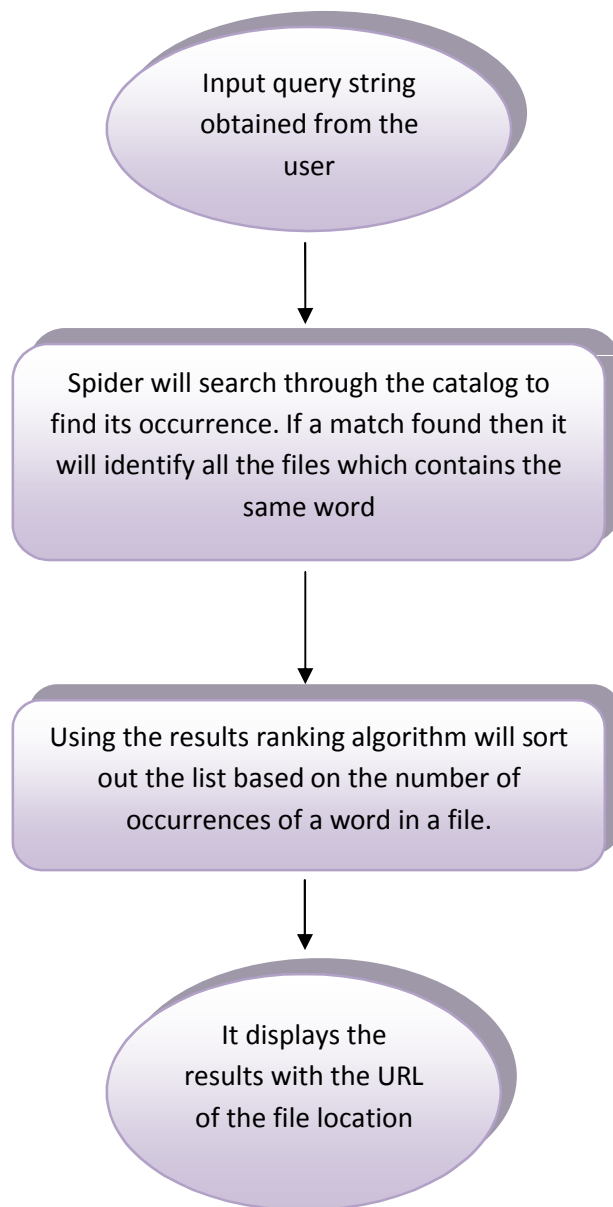 Input query string
obtained from the
user
Spider will search through the catalog to
find its occurrence. If a match found then it
will identify all the files which contains the
same word
Using the results ranking algorithm will sort
out the list based on the number of
occurrences of a word in a file.
It displays the
results with the URL
of the file location